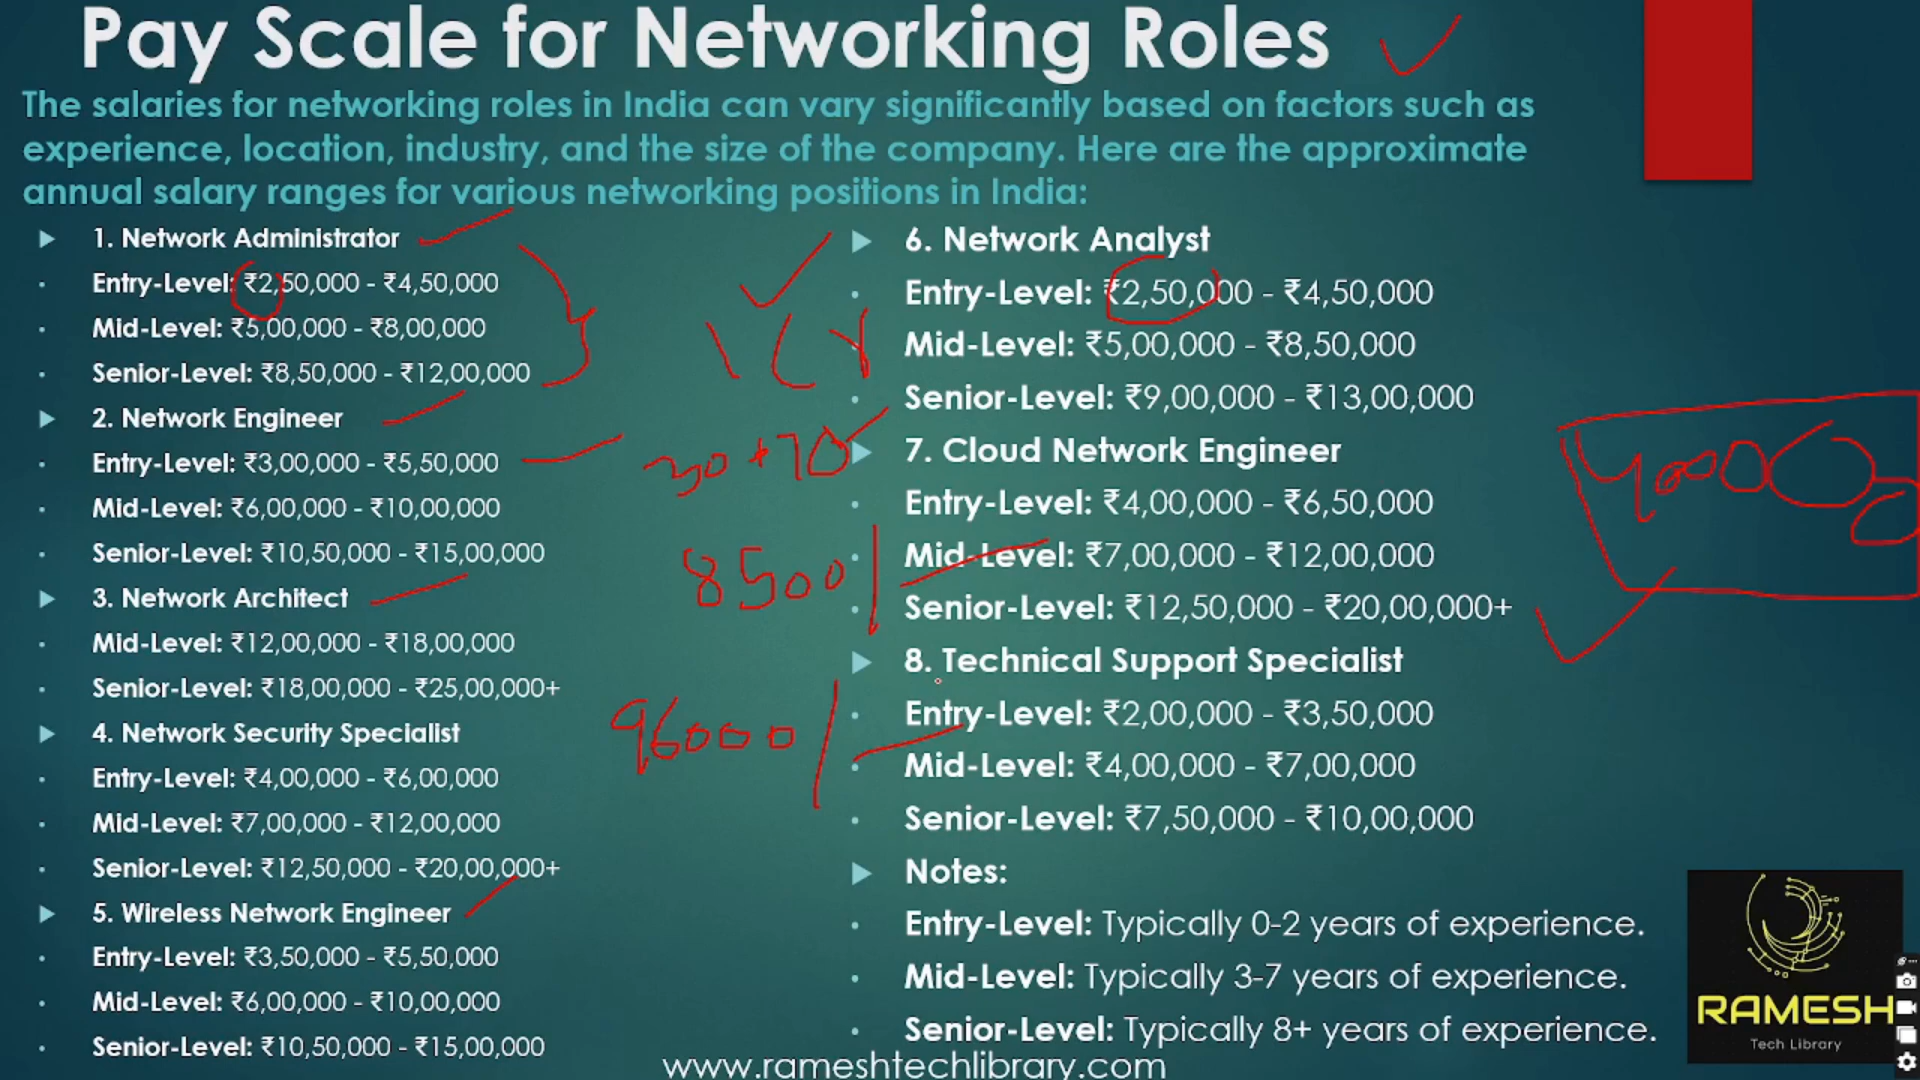 Pay Scale for Networking Roles
The salaries for networking roles in India can vary significantly based on factors such as
experience, location, industry, and the size of the company. Here are the approximate
annual salary ranges for various networking positions in India:
1. Network Administrator
Entry-Level: ₹2,50,000 - ₹4,50,000
Mid-Level: ₹5,00,000 - ₹8,00,000
Senior-Level: ₹8,50,000 - ₹12,00,000
2. Network Engineer
Entry-Level: ₹3,00,000 - ₹5,50,000
Mid-Level: ₹6,00,000 - ₹10,00,000
Senior-Level: ₹10,50,000 - ₹15,00,000
3. Network Architect
Mid-Level: ₹12,00,000 - ₹18,00,000
Senior-Level: ₹18,00,000 - ₹25,00,000+
4. Network Security Specialist
Entry-Level: ₹4,00,000 - ₹6,00,000
Mid-Level: ₹7,00,000 - ₹12,00,000
Senior-Level: ₹12,50,000 - ₹20,00,000+
5. Wireless Network Engineer
Entry-Level: ₹3,50,000 - ₹5,50,000
Mid-Level: ₹6,00,000 - ₹10,00,000
Senior-Level: ₹10,50,000 - ₹15,00,000
30+70
8500/
96000/
6. Network Analyst
Entry-Level: ₹2,50,000 - ₹4,50,000
Mid-Level: ₹5,00,000 - ₹8,50,000
Senior-Level: ₹9,00,000 - ₹13,00,000
7. Cloud Network Engineer
Entry-Level: ₹4,00,000 - ₹6,50,000
Mid-Level: ₹7,00,000 - ₹12,00,000
Senior-Level: ₹12,50,000 - ₹20,00,000+
8. Technical Support Specialist
Entry-Level: ₹2,00,000 - ₹3,50,000
Mid-Level: ₹4,00,000 - ₹7,00,000
Senior-Level: ₹7,50,000 - ₹10,00,000
Notes:
Entry-Level: Typically 0-2 years of experience.
Mid-Level: Typically 3-7 years of experience.
Senior-Level: Typically 8+ years of experience.
www.rameshtechlibrary.com
RAMESH
Tech Library